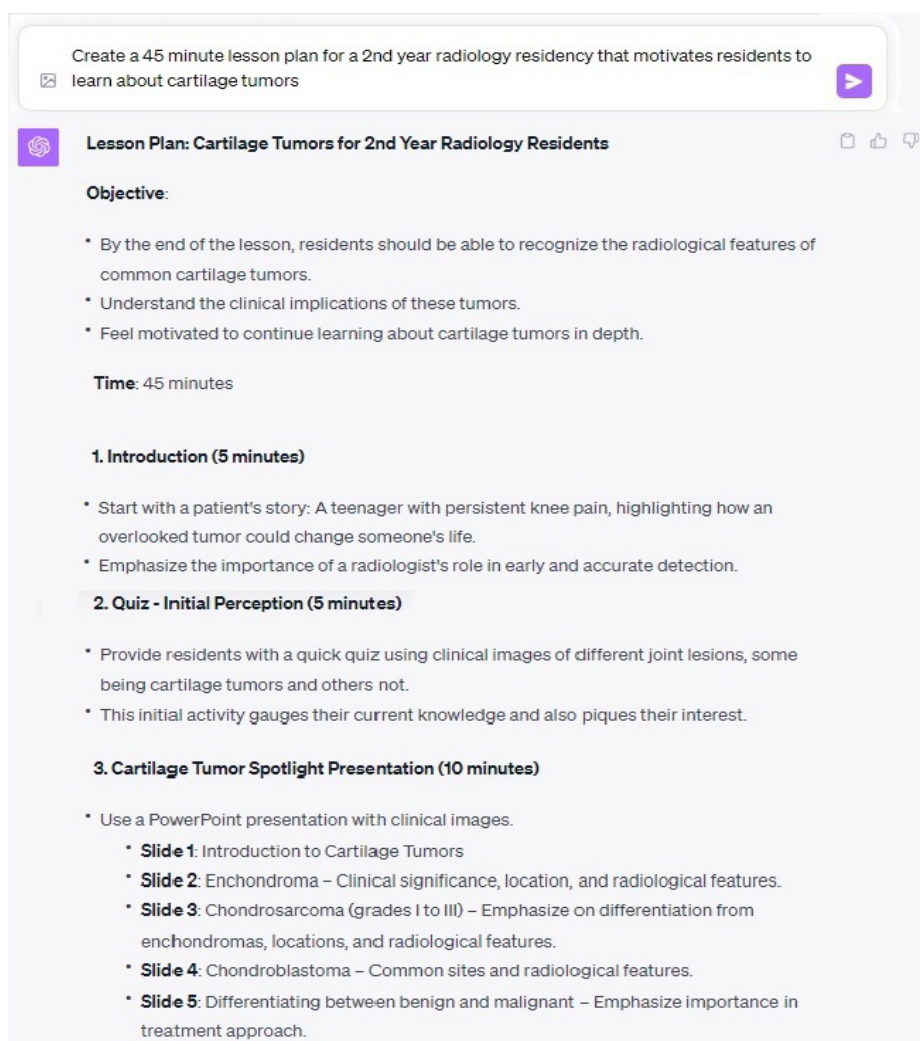 Create a 45 minute lesson plan for a 2nd year radiology residency that motivates residents to
learn about cartilage tumors
Lesson Plan: Cartilage Tumors for 2nd Year Radiology Residents
Objective:
• By the end of the lesson, residents should be able to recognize the radiological features of
common cartilage tumors.
• Understand the clinical implications of these tumors.
• Feel motivated to continue learning about cartilage tumors in depth.
Time: 45 minutes
1. Introduction (5 minutes)
• Start with a patient's story: A teenager with persistent knee pain, highlighting how an
overlooked tumor could change someone's life.
• Emphasize the importance of a radiologist's role in early and accurate detection.
2. Quiz - Initial Perception (5 minutes)
• Provide residents with a quick quiz using clinical images of different joint lesions, some
being cartilage tumors and others not.
• This initial activity gauges their current knowledge and also piques their interest.
3. Cartilage Tumor Spotlight Presentation (10 minutes)
• Use a PowerPoint presentation with clinical images.
• Slide 1: Introduction to Cartilage Tumors
• Slide 2: Enchondroma – Clinical significance, location, and radiological features.
• Slide 3: Chondrosarcoma (grades I to III) – Emphasize on differentiation from
enchondromas, locations, and radiological features.
• Slide 4: Chondroblastoma – Common sites and radiological features.
• Slide 5: Differentiating between benign and malignant – Emphasize importance in
treatment approach.